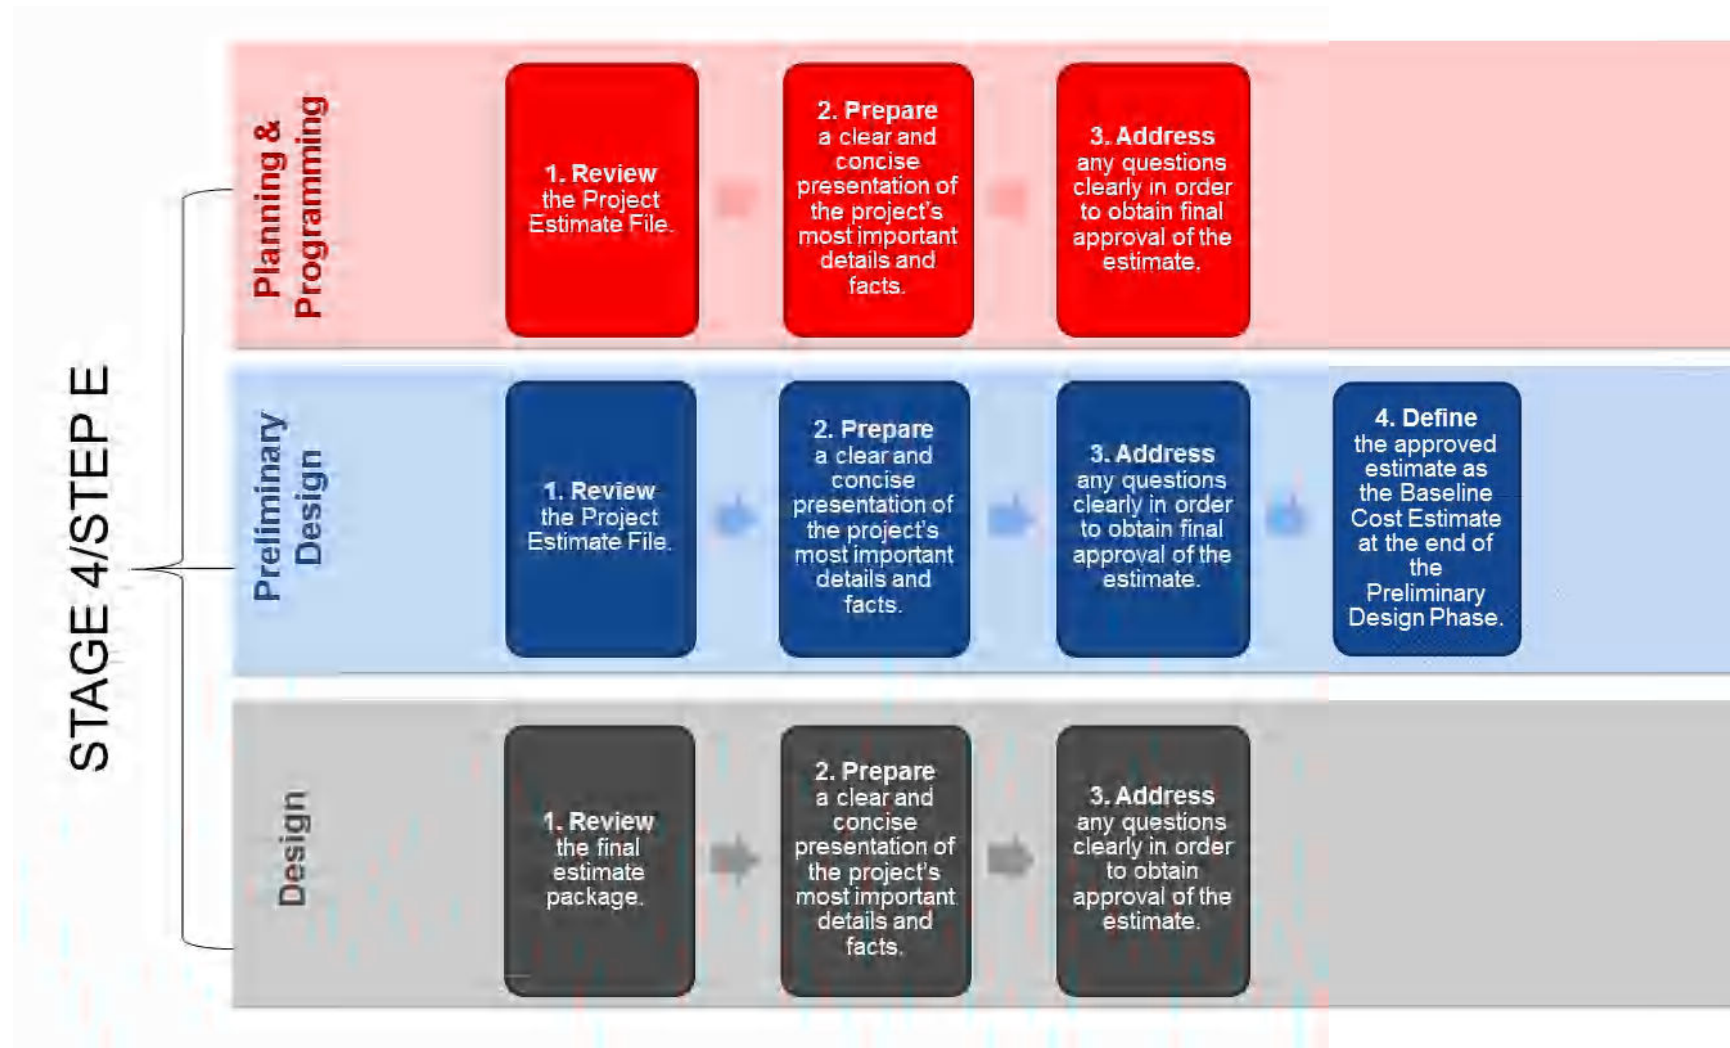 STAGE 4/STEP E
Planning &
Programming
1. Review
the Project
Estimate File.
2. Prepare
a clear and
concise
presentation of
the project's
most important
details and
facts.
3. Address
any questions
clearly in order
to obtain final
approval of the
estimate.
Preliminary
Design
1. Review
the Project
Estimate File.
2. Prepare
a clear and
concise
presentation of
the project's
most important
details and
facts.
3. Address
any questions
clearly in order
to obtain final
approval of the
estimate.
4. Define
the approved
estimate as
the Baseline
Cost Estimate
at the end of
the
Preliminary
Design Phase.
Design
1. Review
the final
estimate
package.
2. Prepare
a clear and
concise
presentation of
the project's
most important
details and
facts.
3. Address
any questions
clearly in order
to obtain
approval of the
estimate.